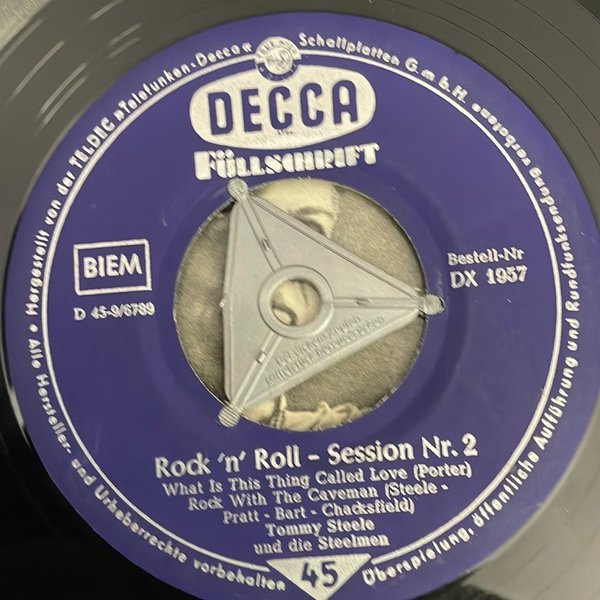 Hergestellt von der TELDEC »Telefunken-Decca« Schallplatten G.m.b.H.
DECCA
FÜLLSCHRIFT
BIEM
D 45-9/6789
Bestell-Nr
DX 1957
Rock 'n' Roll - Session Nr. 2
What Is This Thing Called Love (Porter)
Rock With The Caveman (Steele -
Pratt - Bart - Chacksfield)
Tommy Steele
und die Steelmen
45
Alle Hersteller- und Urheberrechte vorbehalten
Überspielung, öffentliche Aufführung und Rundfunksendung verboten